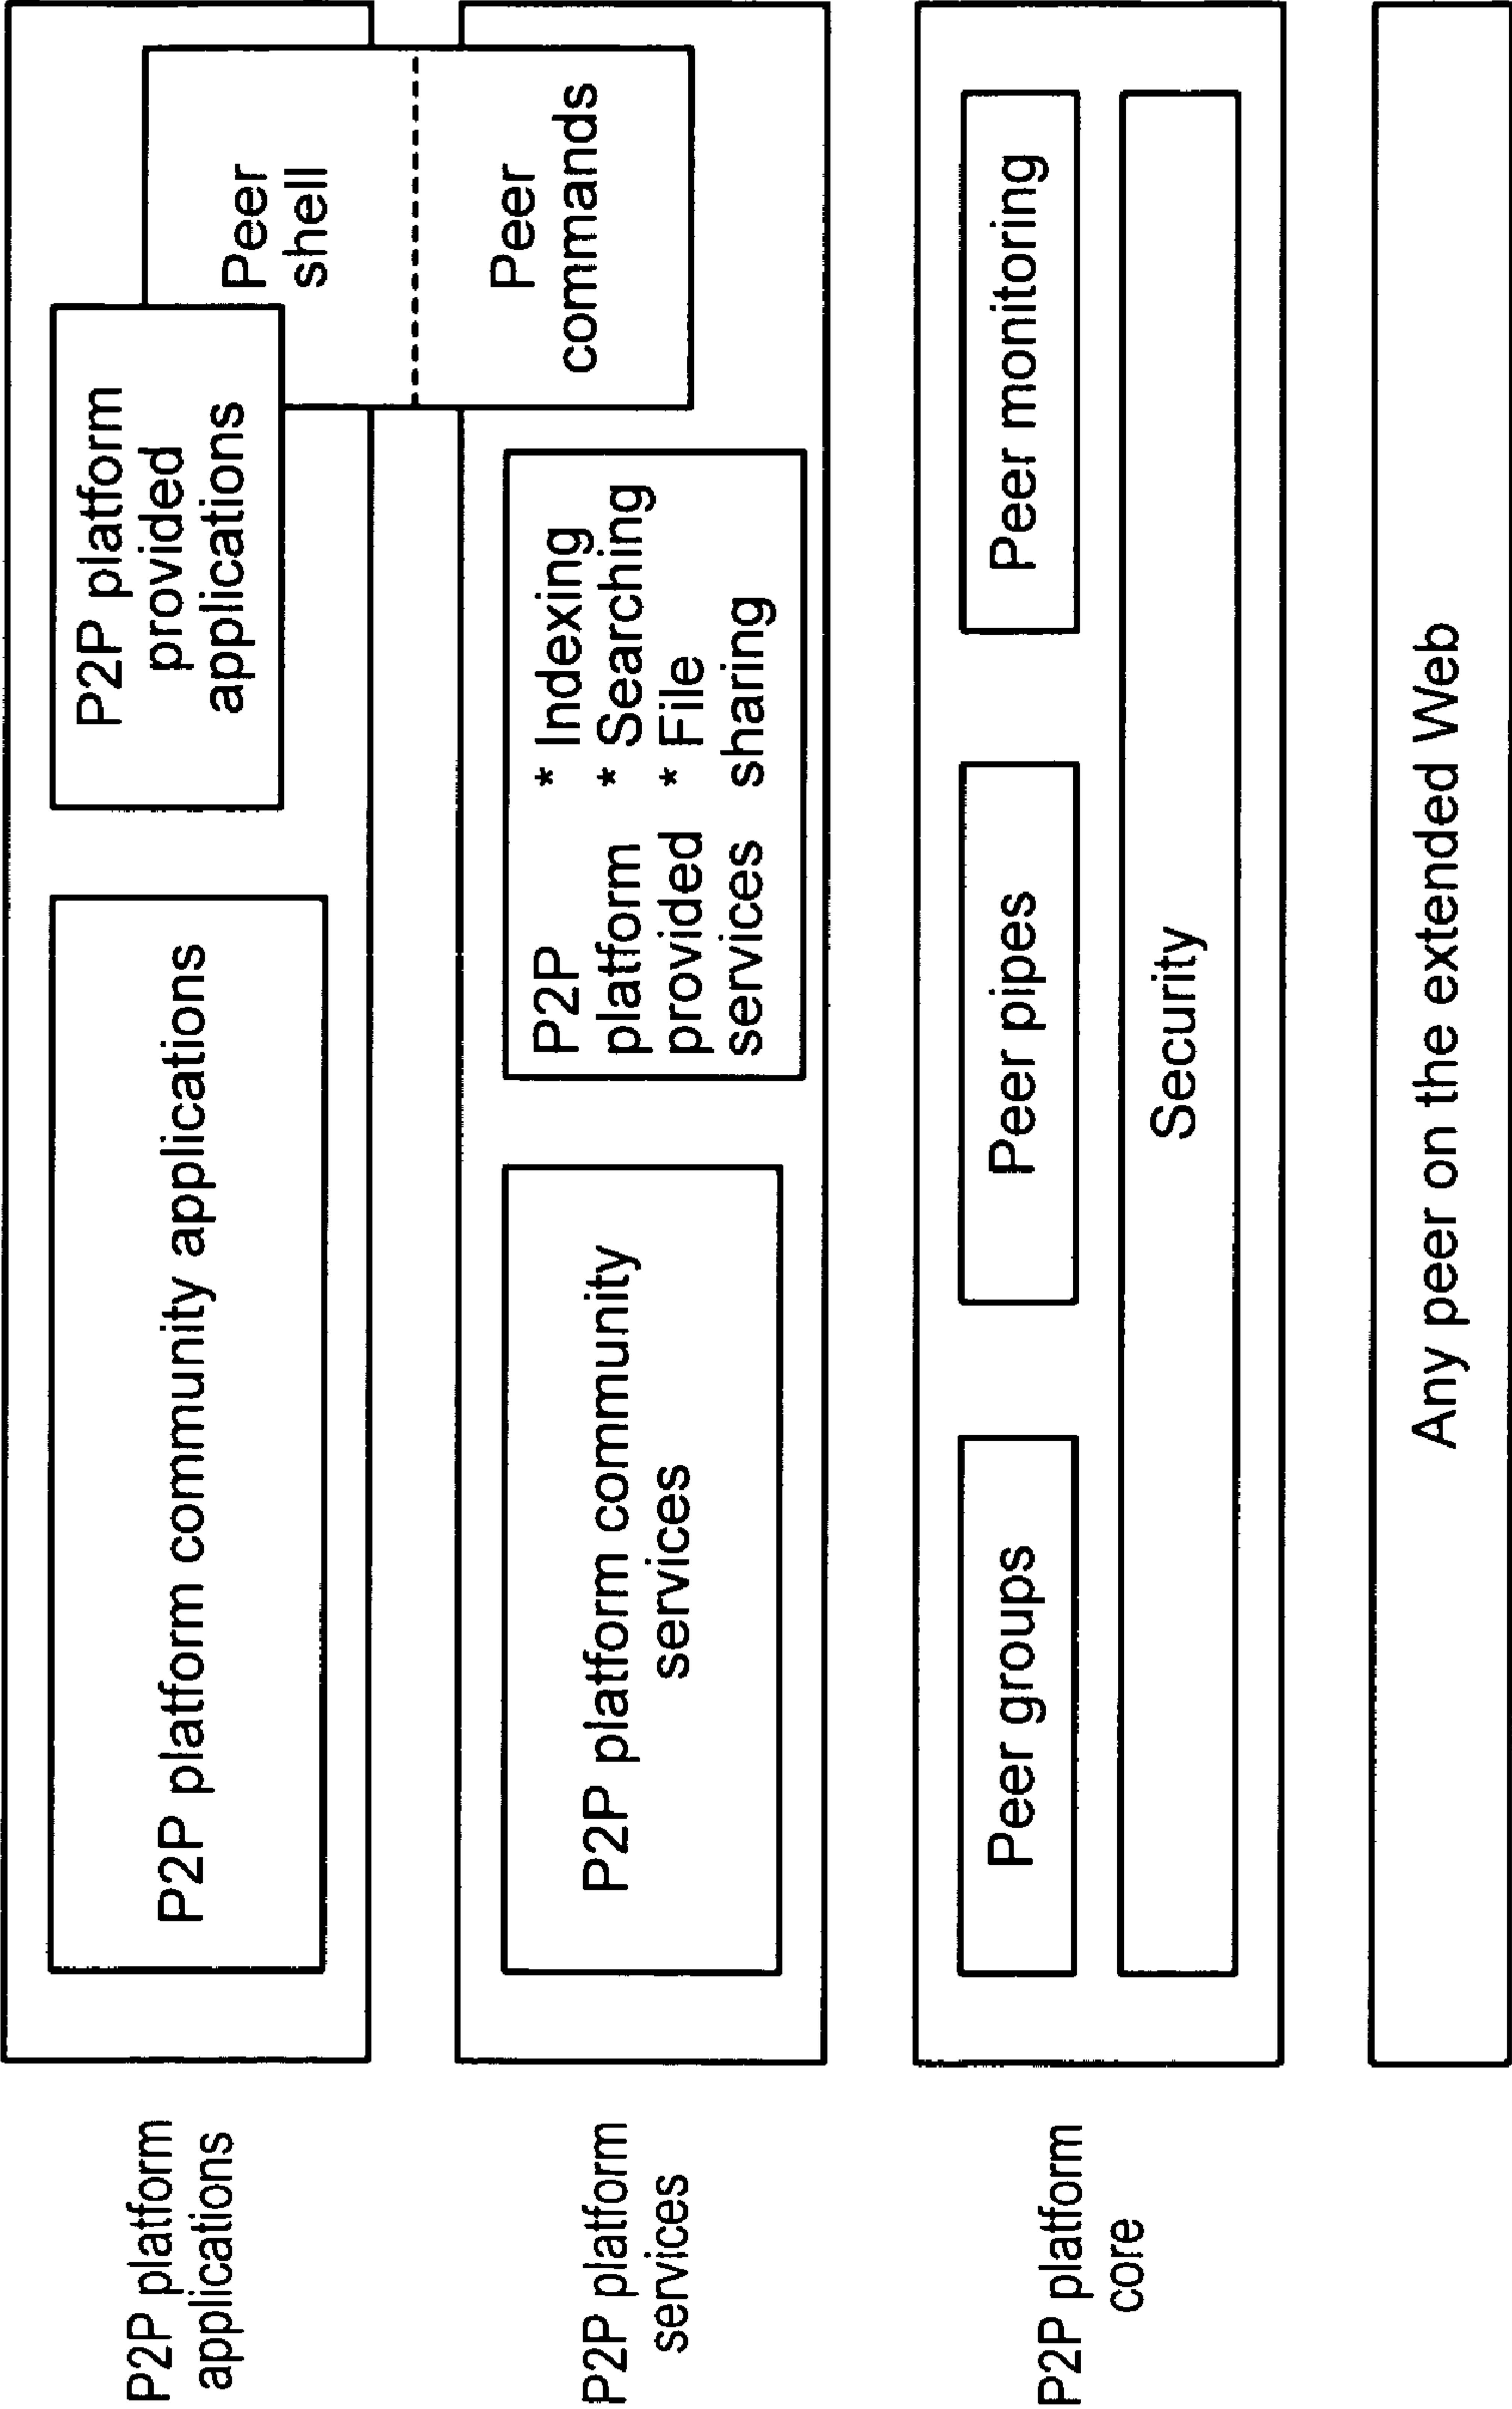 P2P platform
applications
P2P platform community applications
P2P platform
provided
applications
Peer
shell
P2P platform
services
P2P platform community
services
P2P
platform
provided
services
* Indexing
* Searching
* File
sharing
Peer
commands
P2P platform
core
Peer groups
Peer pipes
Peer monitoring
Security
Any peer on the extended Web